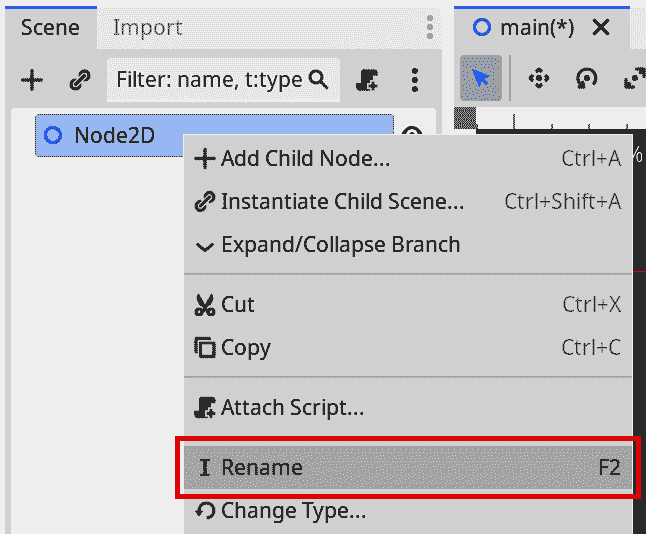 Scene Import main(*)
Filter: name, t:type
Node2D
%
Add Child Node... Ctrl+A
Instantiate Child Scene... Ctrl+Shift+A
Expand/Collapse Branch
Cut Ctrl+X
Copy Ctrl+C
Attach Script...
Rename F2
Change Type...